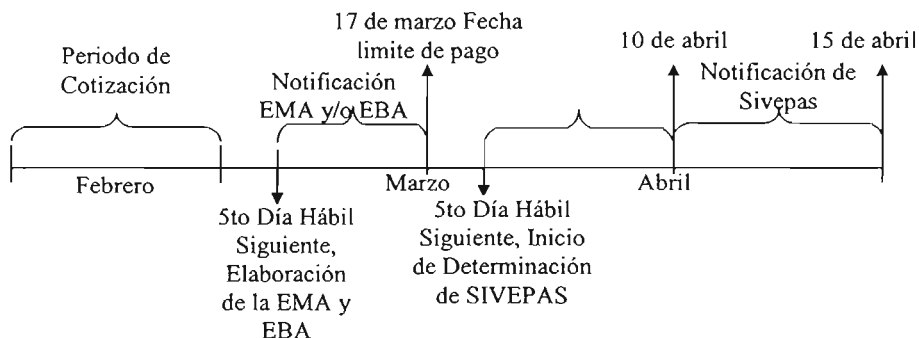 Periodo de
Cotización
Notificación
EMA y/o EBA
17 de marzo Fecha
limite de pago
10 de abril
15 de abril
Notificación de
Sivepas
Febrero
Marzo
Abril
5to Día Hábil
Siguiente,
Elaboración
de la EMA y
EBA
5to Día Hábil
Siguiente, Inicio
de Determinación
de SIVEPAS